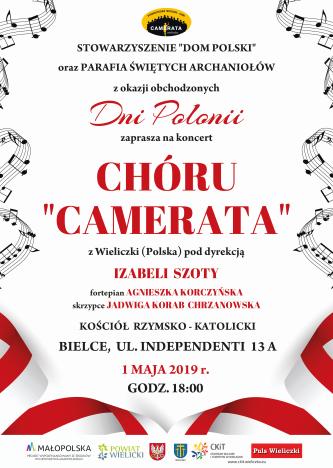 CAMERATA
STOWARZYSZENIE "DOM POLSKI"
oraz PARAFIA ŚWIĘTYCH ARCHANIOŁÓW
z okazji obchodzonych
Dni Polonii
zaprasza na koncert
CHÓRU
"CAMERATA"
z Wieliczki (Polska) pod dyrekcją
IZABELI SZOTY
fortepian AGNIESZKA KORCZYŃSKA
skrzypce JADWIGA KORAB CHRZANOWSKA
KOŚCIÓŁ RZYMSKO - KATOLICKI
BIELCE, UL. INDEPENDENTI 13 A
1 MAJA 2019 r.
GODZ. 18:00
MAŁOPOLSKA
POWIAT
WIELICKI
CKiT
Puls Wieliczki